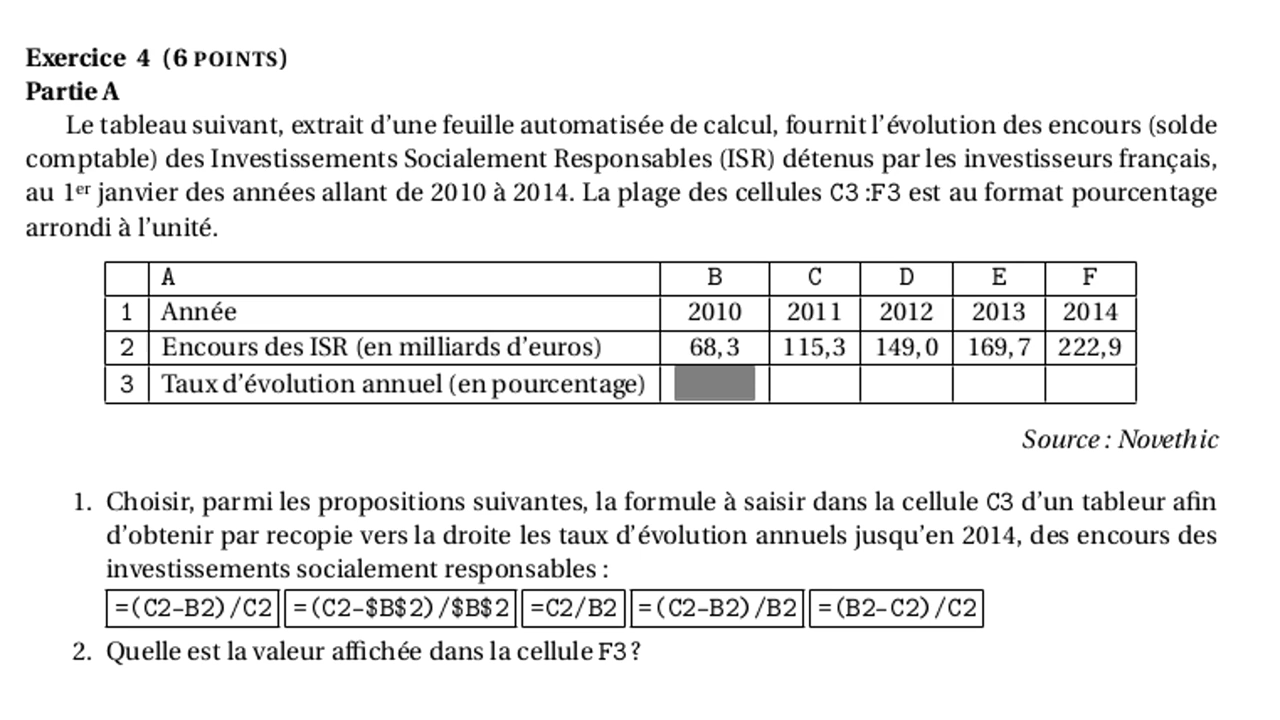 Exercice 4 (6 POINTS)
Partie A
Le tableau suivant, extrait d'une feuille automatisée de calcul, fournit l'évolution des encours (solde
comptable) des Investissements Socialement Responsables (ISR) détenus par les investisseurs français,
au 1er janvier des années allant de 2010 à 2014. La plage des cellules C3 :F3 est au format pourcentage
arrondi à l'unité.
A B C D E F
1 Année 2010 2011 2012 2013 2014
2 Encours des ISR (en milliards d'euros) 68,3 115,3 149,0 169,7 222,9
3 Taux d'évolution annuel (en pourcentage)
Source : Novethic
1. Choisir, parmi les propositions suivantes, la formule à saisir dans la cellule C3 d'un tableur afin
d'obtenir par recopie vers la droite les taux d'évolution annuels jusqu'en 2014, des encours des
investissements socialement responsables :
=(C2-B2)/C2 =(C2-$B$2)/$B$2 =C2/B2 =(C2-B2)/B2 =(B2-C2)/C2
2. Quelle est la valeur affichée dans la cellule F3 ?